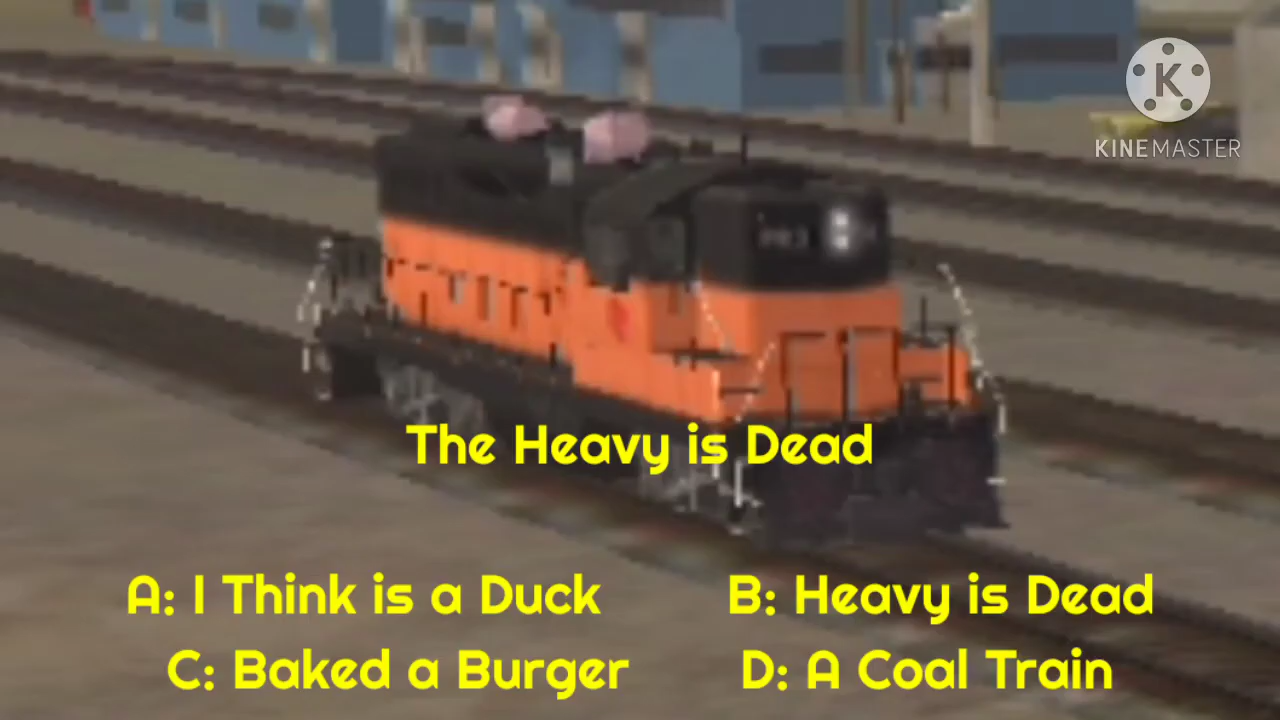 K
KINEMASTER
The Heavy is Dead
A: I Think is a Duck
B: Heavy is Dead
C: Baked a Burger
D: A Coal Train